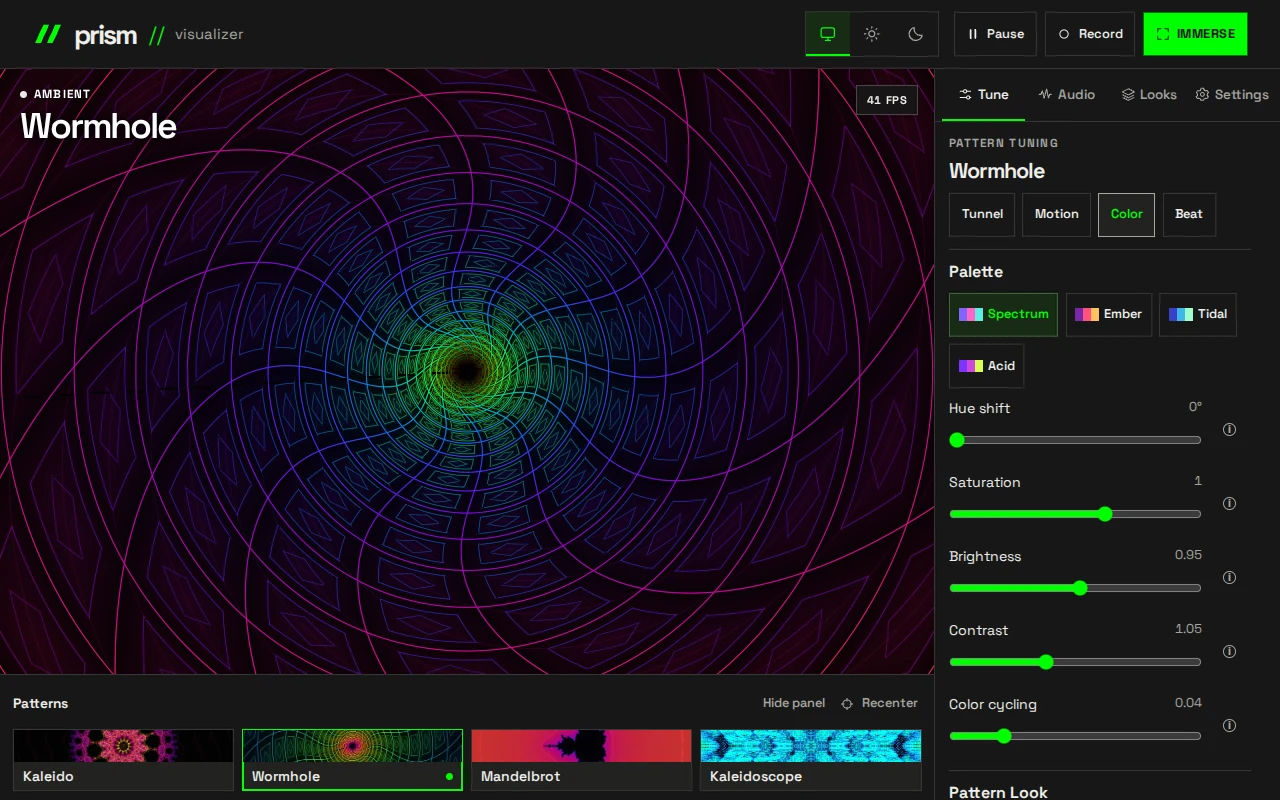 // prism // visualizer
Pause
Record
IMMERSE
AMBIENT
Wormhole
41 FPS
Tune
Audio
Looks
Settings
PATTERN TUNING
Wormhole
Tunnel
Motion
Color
Beat
Palette
Spectrum
Ember
Tidal
Acid
Hue shift
0°
Saturation
1
Brightness
0.95
Contrast
1.05
Color cycling
0.04
Pattern Look
Patterns
Hide panel
Recenter
Kaleido
Wormhole
Mandelbrot
Kaleidoscope